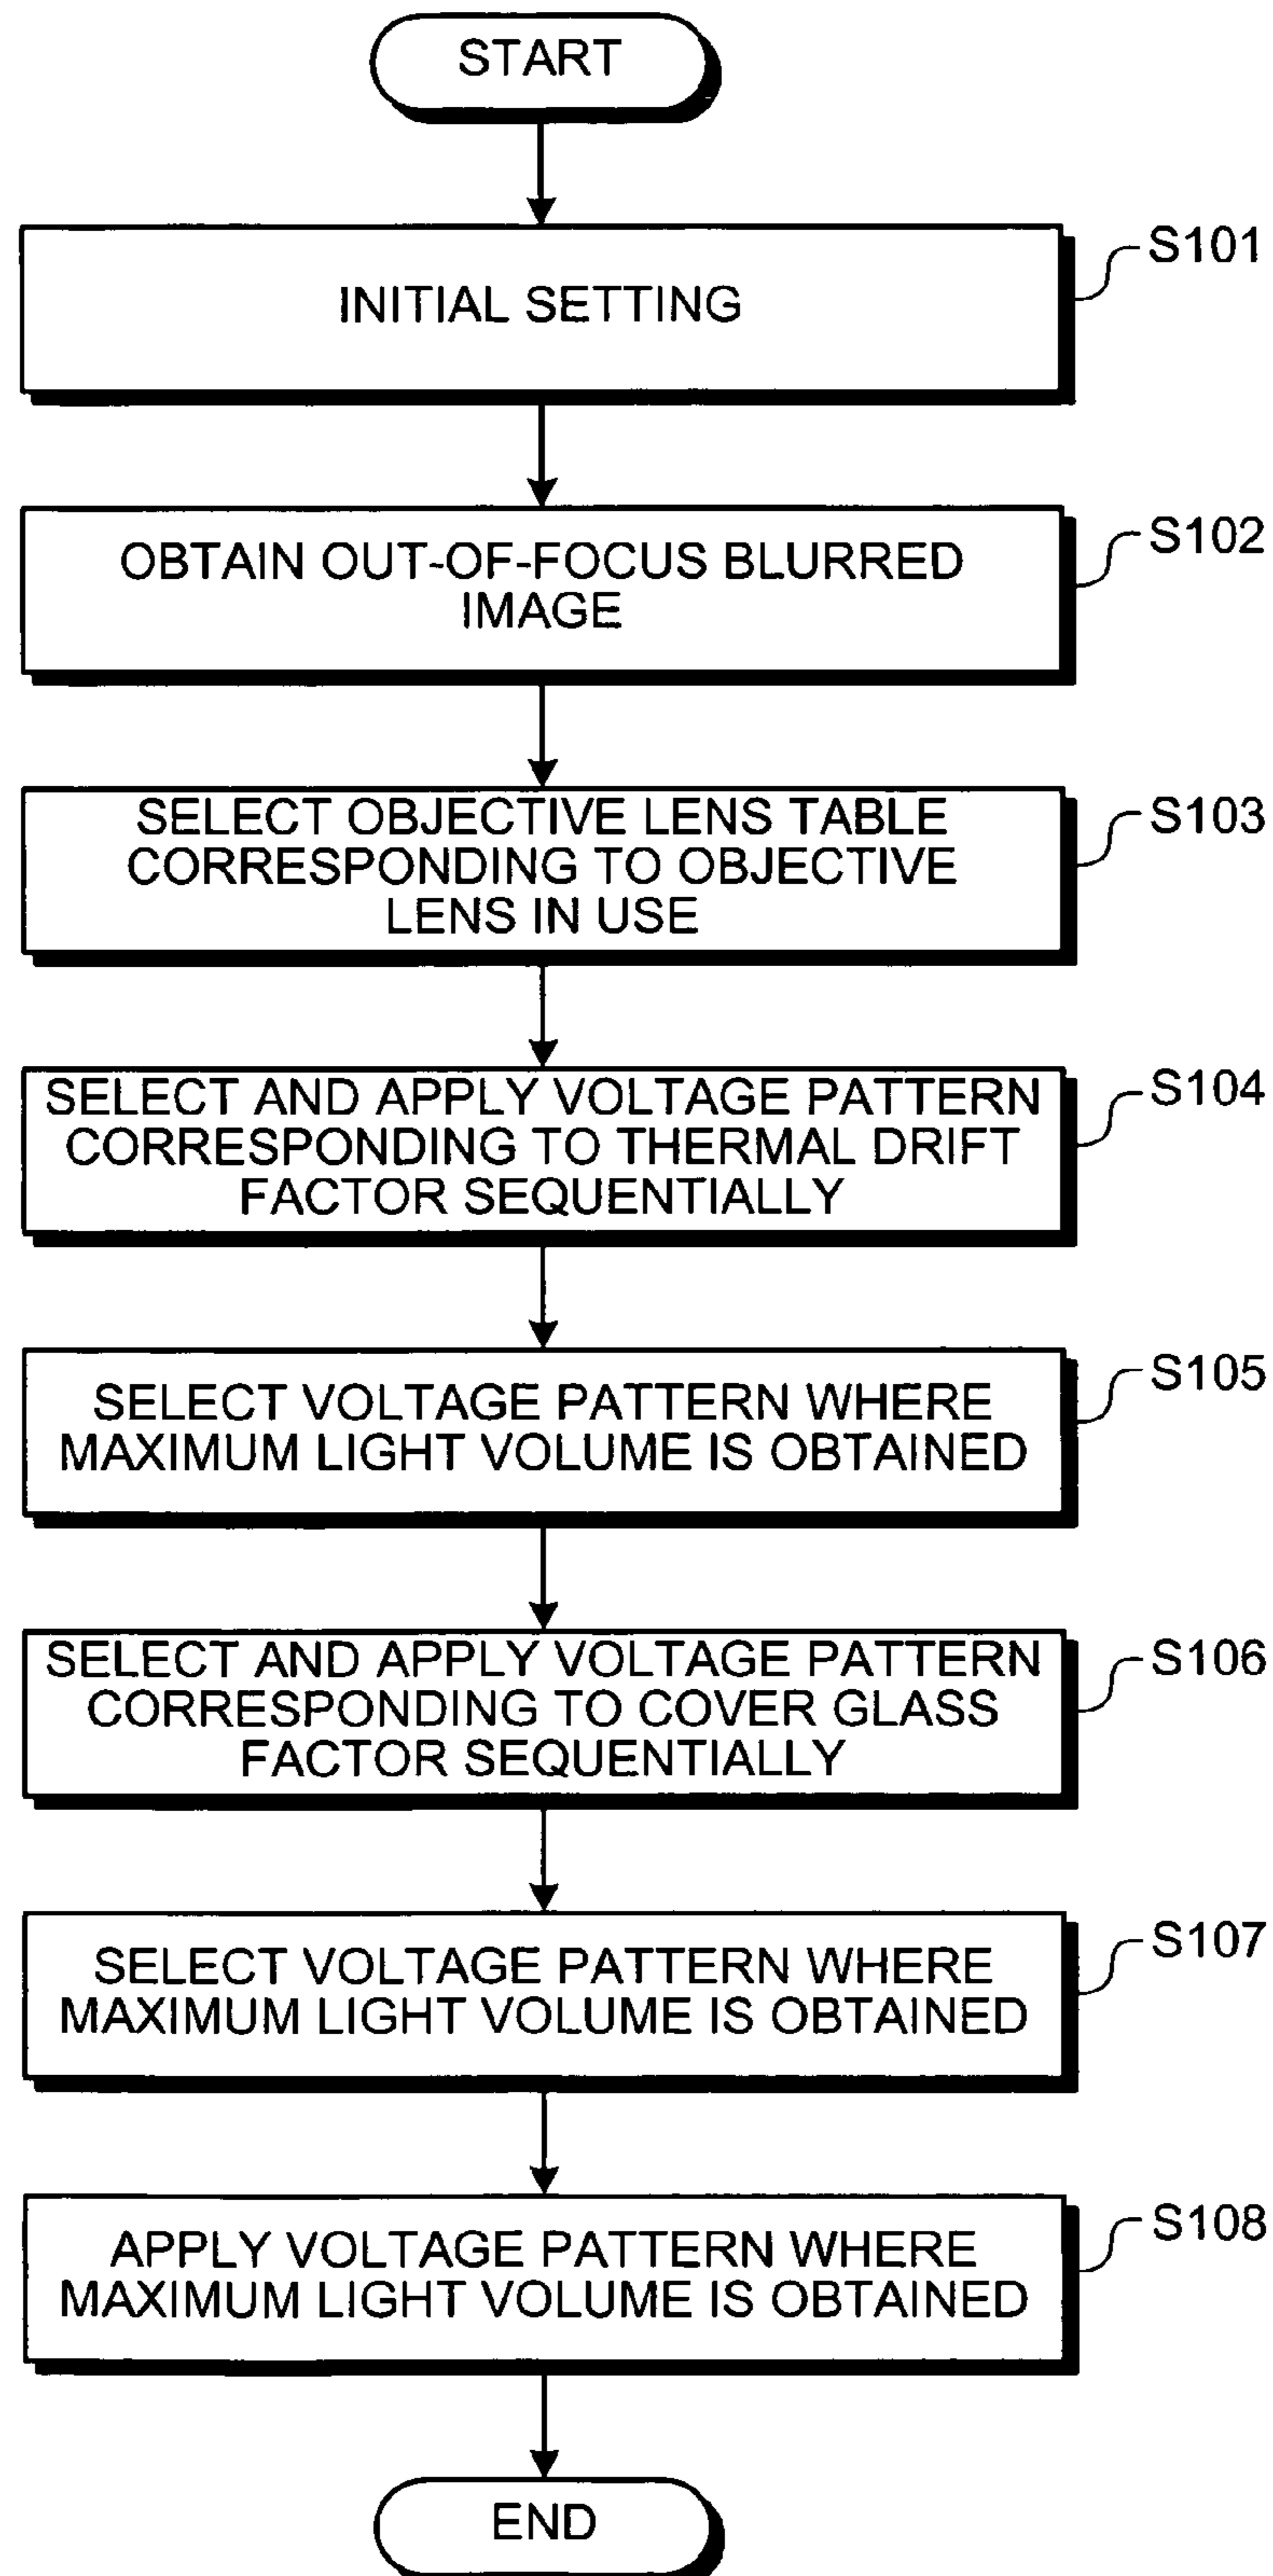 START
S101
INITIAL SETTING
S102
OBTAIN OUT-OF-FOCUS BLURRED
IMAGE
S103
SELECT OBJECTIVE LENS TABLE
CORRESPONDING TO OBJECTIVE
LENS IN USE
S104
SELECT AND APPLY VOLTAGE PATTERN
CORRESPONDING TO THERMAL DRIFT
FACTOR SEQUENTIALLY
S105
SELECT VOLTAGE PATTERN WHERE
MAXIMUM LIGHT VOLUME IS OBTAINED
S106
SELECT AND APPLY VOLTAGE PATTERN
CORRESPONDING TO COVER GLASS
FACTOR SEQUENTIALLY
S107
SELECT VOLTAGE PATTERN WHERE
MAXIMUM LIGHT VOLUME IS OBTAINED
S108
APPLY VOLTAGE PATTERN WHERE
MAXIMUM LIGHT VOLUME IS OBTAINED
END